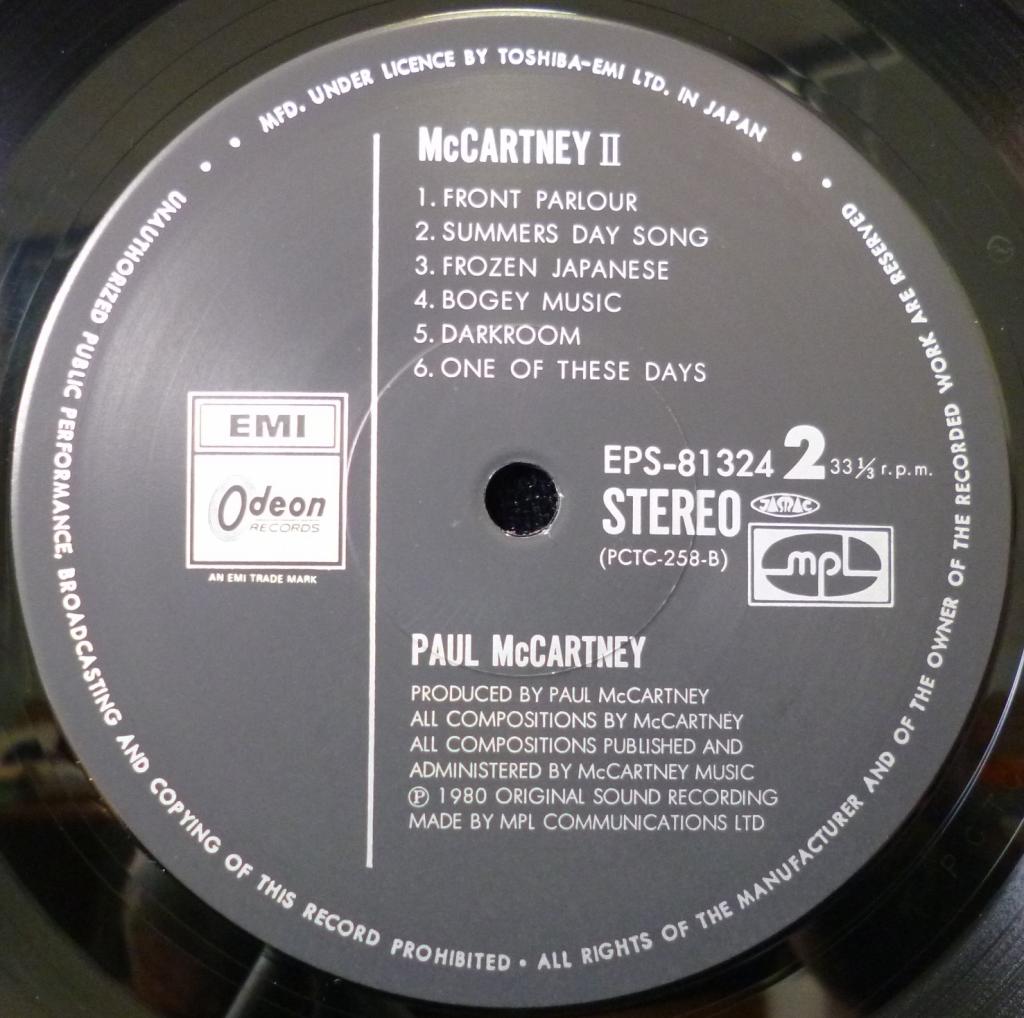 MFD. UNDER LICENCE BY TOSHIBA-EMI LTD. IN JAPAN
McCARTNEY II
1. FRONT PARLOUR
2. SUMMERS DAY SONG
3. FROZEN JAPANESE
4. BOGEY MUSIC
5. DARKROOM
6. ONE OF THESE DAYS
EMI
Odeon
RECORDS
AN EMI TRADE MARK
EPS-81324 2 33⅓ r.p.m.
STEREO JASRAC
(PCTC-258-B)
mpl
PAUL McCARTNEY
PRODUCED BY PAUL McCARTNEY
ALL COMPOSITIONS BY McCARTNEY
ALL COMPOSITIONS PUBLISHED AND
ADMINISTERED BY McCARTNEY MUSIC
Ⓟ 1980 ORIGINAL SOUND RECORDING
MADE BY MPL COMMUNICATIONS LTD
UNAUTHORIZED PUBLIC PERFORMANCE, BROADCASTING AND COPYING OF THIS RECORD PROHIBITED • ALL RIGHTS OF THE MANUFACTURER AND OF THE OWNER OF THE RECORDED WORK ARE RESERVED